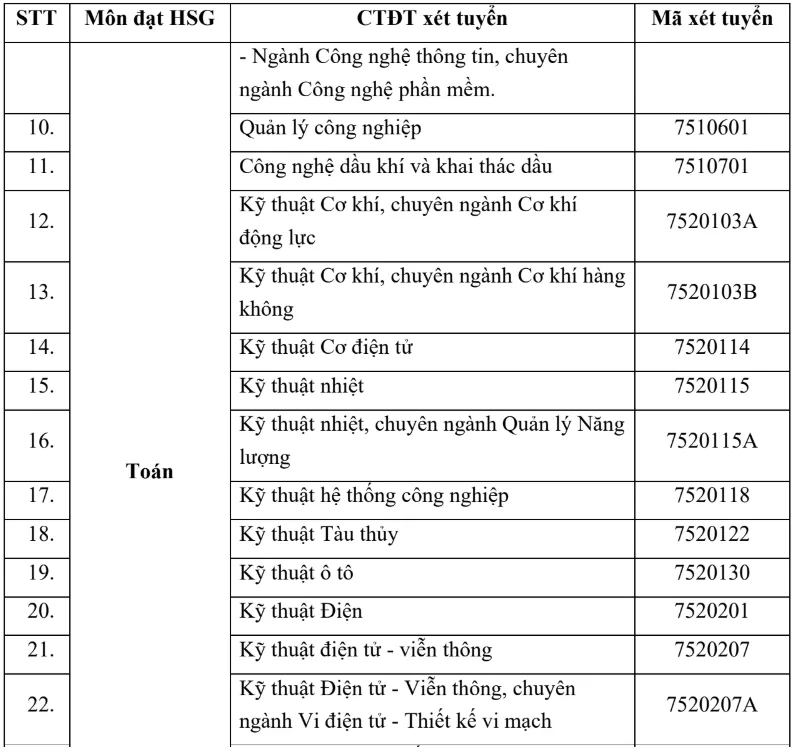 STT Môn đạt HSG CTĐT xét tuyển Mã xét tuyển
- Ngành Công nghệ thông tin, chuyên
ngành Công nghệ phần mềm.
10. Quản lý công nghiệp 7510601
11. Công nghệ dầu khí và khai thác dầu 7510701
12. Kỹ thuật Cơ khí, chuyên ngành Cơ khí
động lực 7520103A
13. Kỹ thuật Cơ khí, chuyên ngành Cơ khí hàng
không 7520103B
14. Kỹ thuật Cơ điện tử 7520114
15. Kỹ thuật nhiệt 7520115
16. Kỹ thuật nhiệt, chuyên ngành Quản lý Năng
lượng 7520115A
Toán
17. Kỹ thuật hệ thống công nghiệp 7520118
18. Kỹ thuật Tàu thủy 7520122
19. Kỹ thuật ô tô 7520130
20. Kỹ thuật Điện 7520201
21. Kỹ thuật điện tử - viễn thông 7520207
22. Kỹ thuật Điện tử - Viễn thông, chuyên
ngành Vi điện tử - Thiết kế vi mạch 7520207A